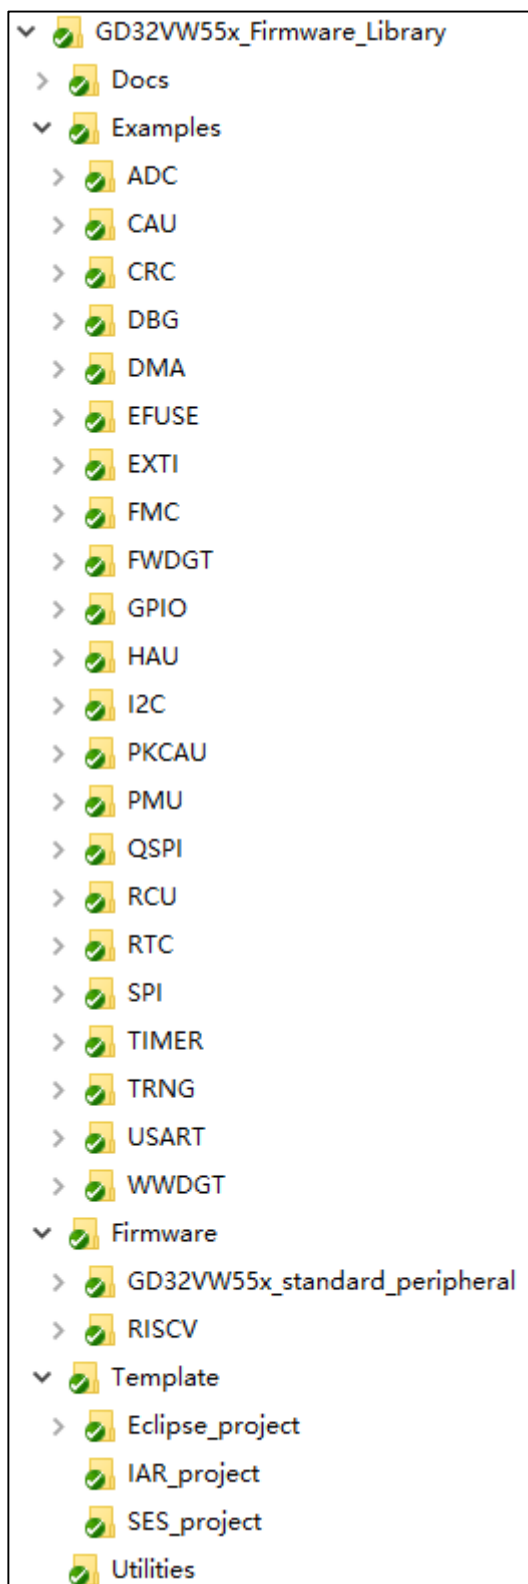 GD32VW55x_Firmware_Library
Docs
Examples
ADC
CAU
CRC
DBG
DMA
EFUSE
EXTI
FMC
FWDGT
GPIO
HAU
I2C
PKCAU
PMU
QSPI
RCU
RTC
SPI
TIMER
TRNG
USART
WWDGT
Firmware
GD32VW55x_standard_peripheral
RISCV
Template
Eclipse_project
IAR_project
SES_project
Utilities